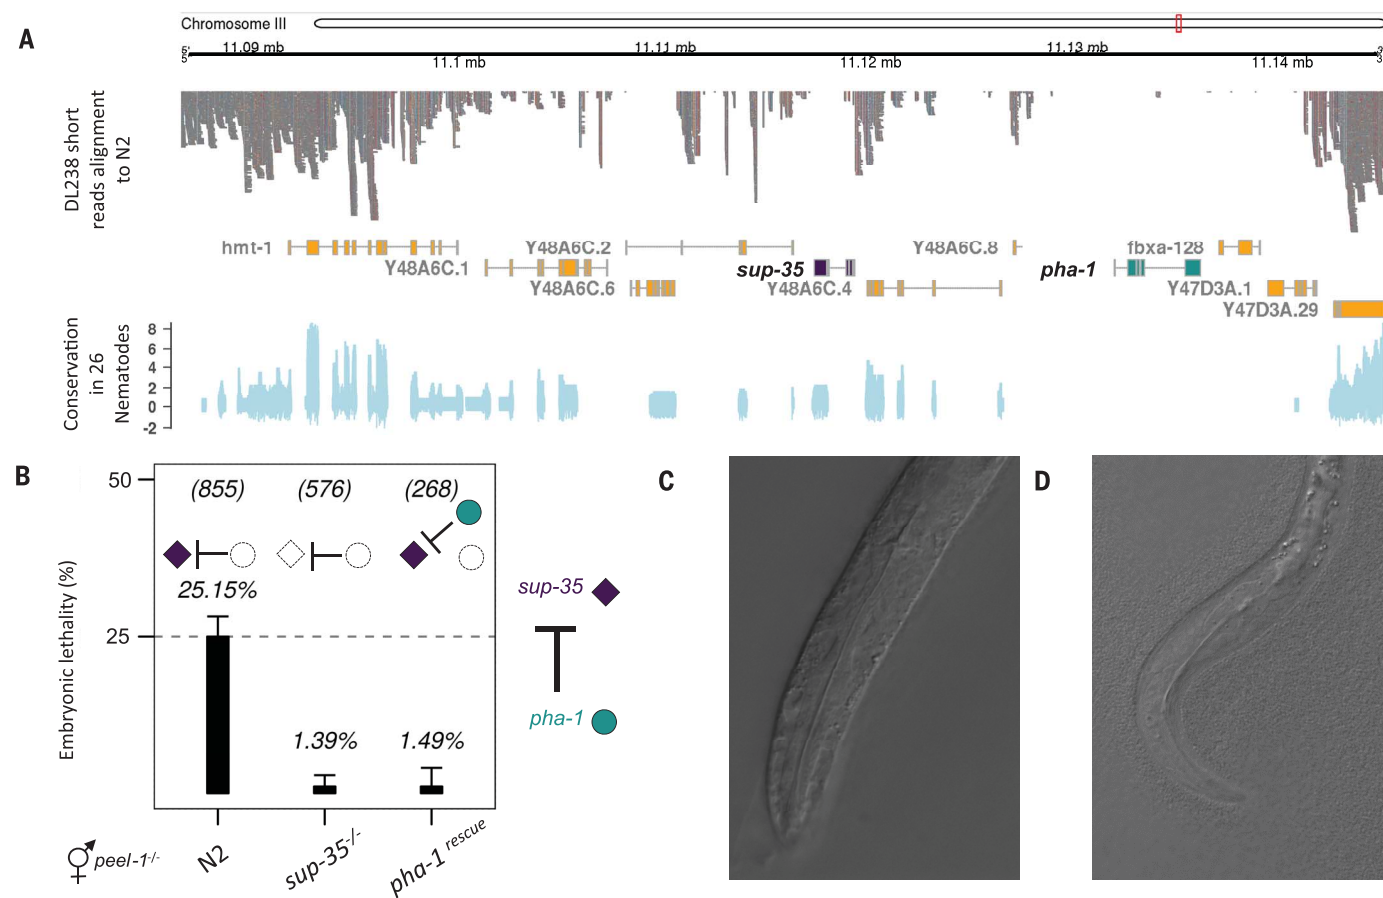 A
Chromosome III
5'
5'
11.09 mb
11.11 mb
11.13 mb
11.1 mb
11.12 mb
11.14 mb
DL238 short
reads alignment
to N2
hmt-1
Y48A6C.2
Y48A6C.8
fbxa-128
Y48A6C.1
sup-35
pha-1
Y48A6C.6
Y48A6C.4
Y47D3A.1
Y47D3A.29
Conservation
in 26
Nematodes
8
6
4
2
0
-2
B
Embryonic lethality (%)
50
25
(855)
(576)
(268)
25.15%
1.39%
1.49%
⚥ peel-1-/-
N2
sup-35-/-
pha-1 rescue
sup-35
pha-1
C
D